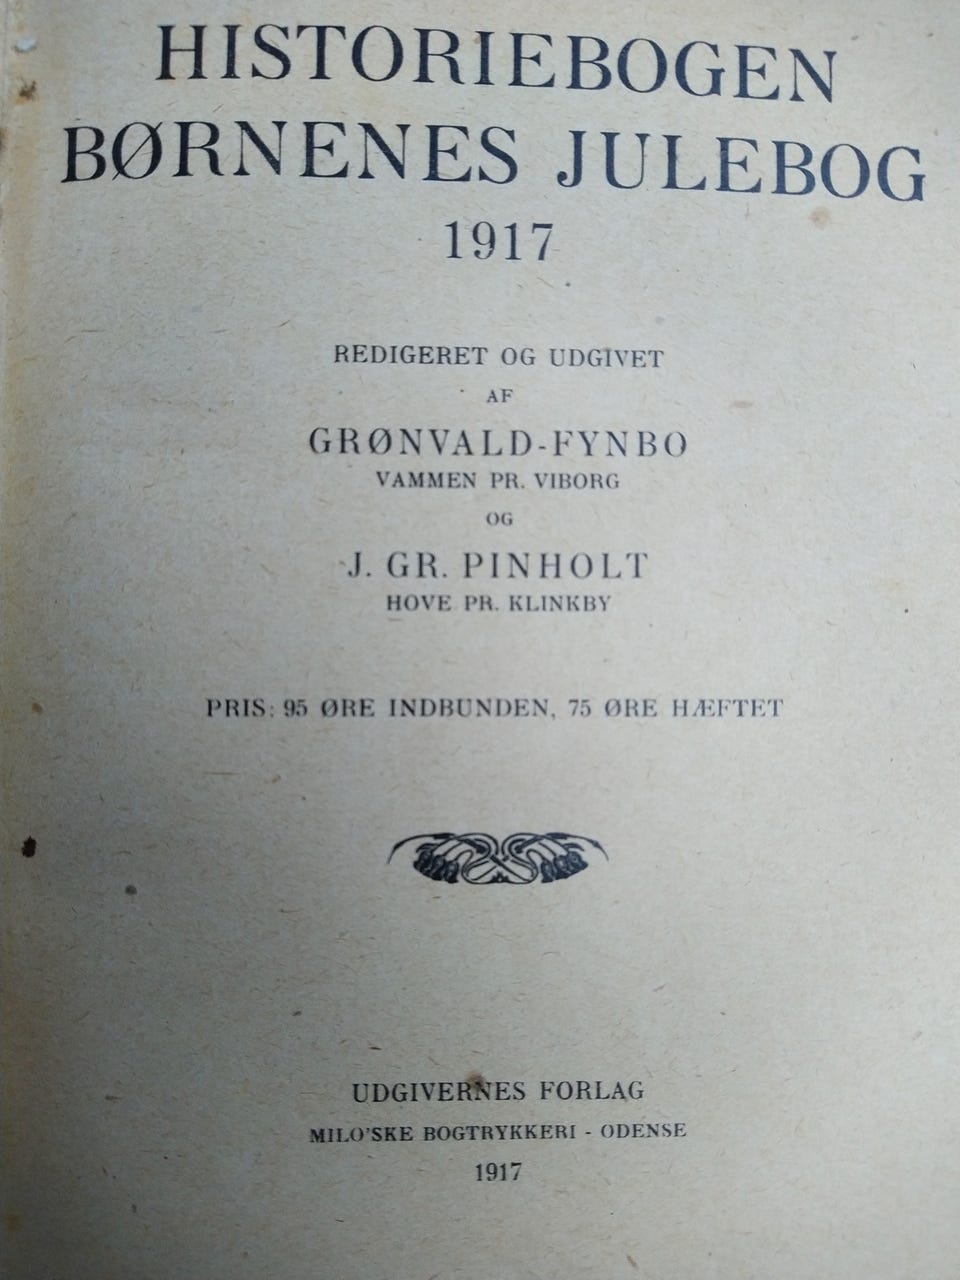 HISTORIEBOGEN
BØRNENES JULEBOG
1917
REDIGERET OG UDGIVET
AF
GRØNVALD-FYNBO
VAMMEN PR. VIBORG
OG
J. GR. PINHOLT
HOVE PR. KLINKBY
PRIS: 95 ØRE INDBUNDEN, 75 ØRE HÆFTET
UDGIVERNES FORLAG
MILO'SKE BOGTRYKKERI - ODENSE
1917